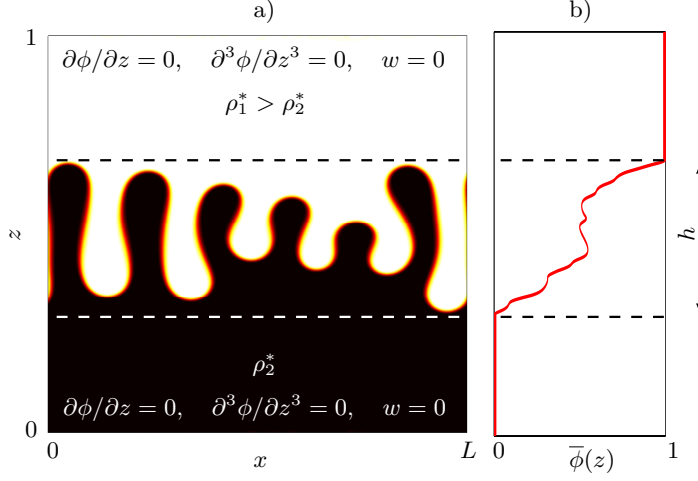 a)
b)
1
∂ϕ/∂z = 0, ∂³ϕ/∂z³ = 0, w = 0
ρ₁* > ρ₂*
z
h
ρ₂*
∂ϕ/∂z = 0, ∂³ϕ/∂z³ = 0, w = 0
0
0
x
L
0
ϕ̅(z)
1